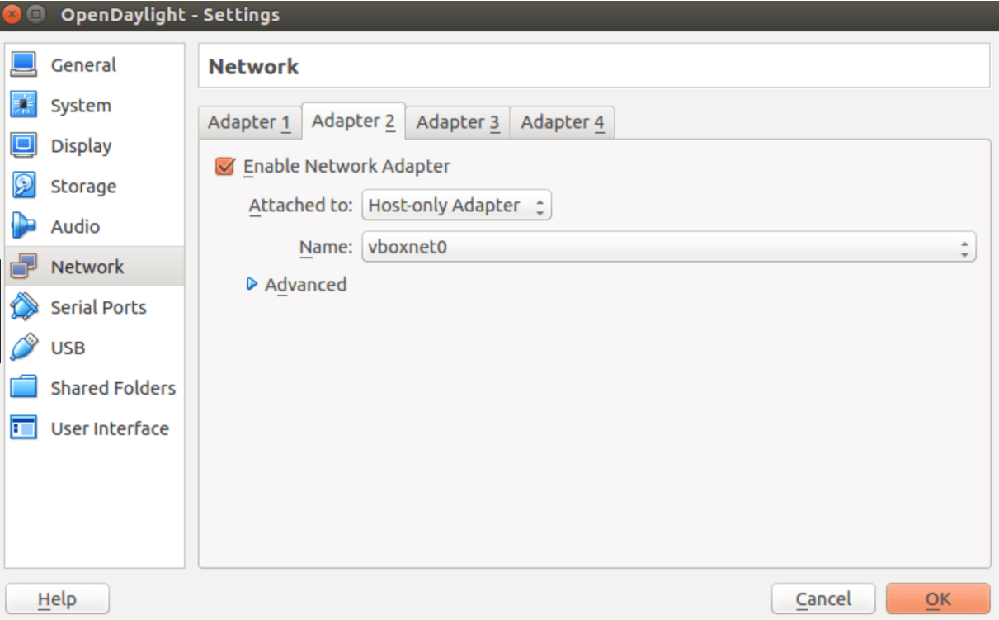 OpenDaylight - Settings
General
System
Display
Storage
Audio
Network
Serial Ports
USB
Shared Folders
User Interface
Network
Adapter 1 Adapter 2 Adapter 3 Adapter 4
Enable Network Adapter
Attached to: Host-only Adapter
Name: vboxnet0
Advanced
Help Cancel OK